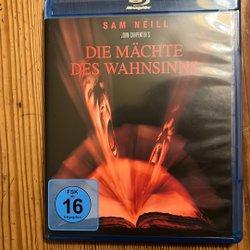 SAM NEILL
JOHN CARPENTER'S
DIE MÄCHTE
DES WAHNSINNS
FSK
16